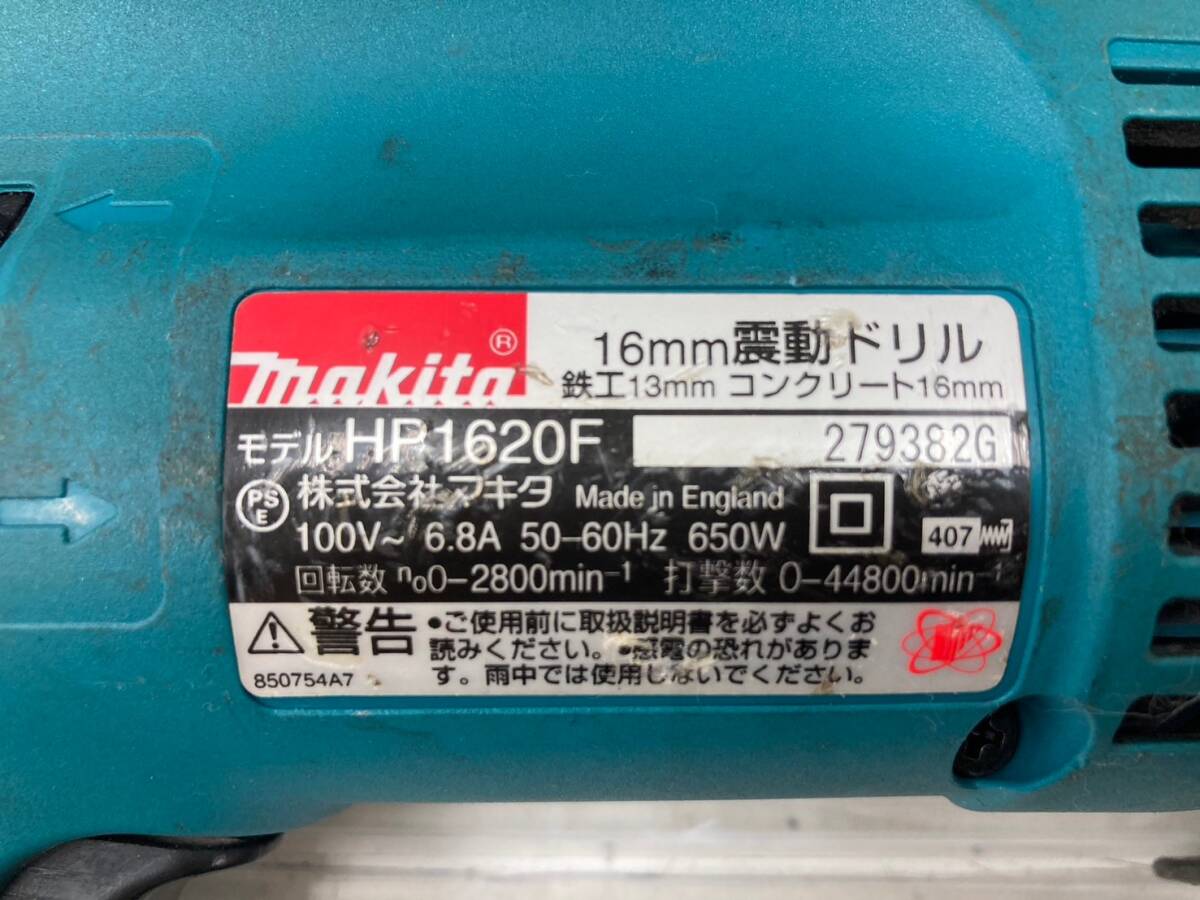 makita ®
16mm震動ドリル
鉄工13mm コンクリート16mm
モデル HP1620F 279382G
PS E 株式会社マキタ Made in England
100V~ 6.8A 50-60Hz 650W
407
回転数 n₀0-2800min⁻¹ 打撃数 0-44800min⁻¹
警告 •ご使用前に取扱説明書を必ずよくお
読みください。•感電の恐れがありま
す。雨中では使用しないでください。
850754A7